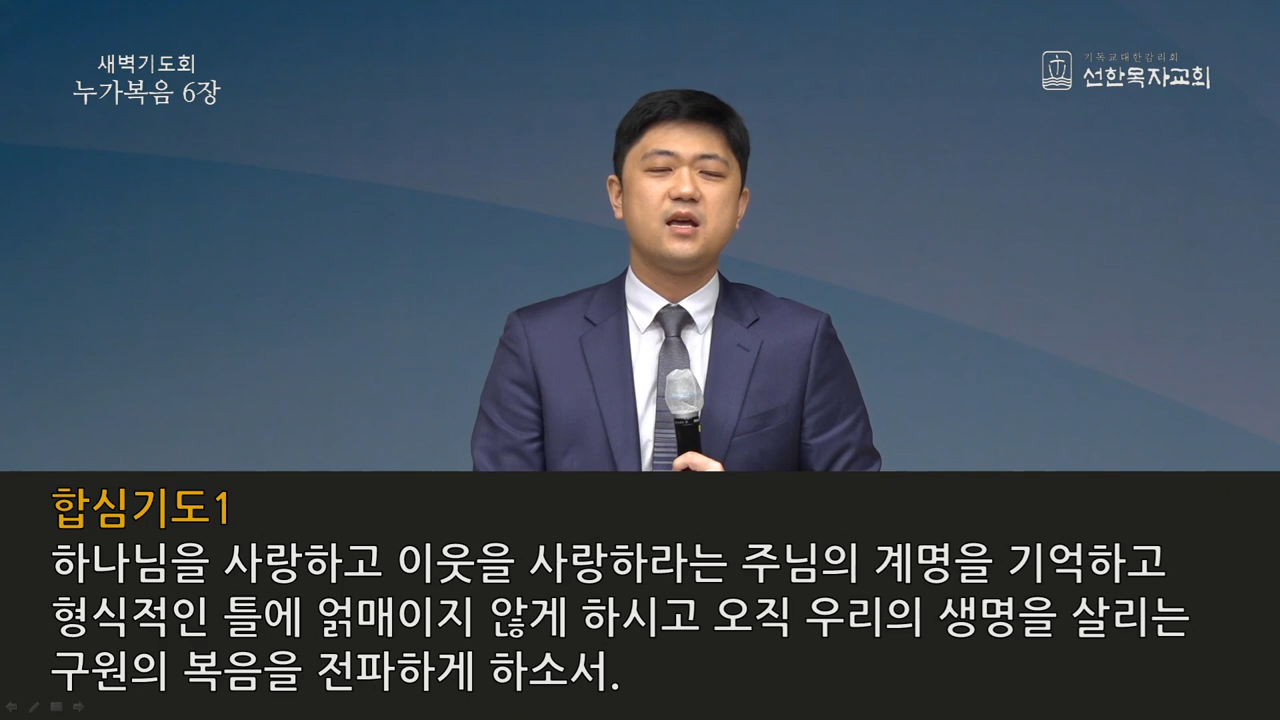 새벽기도회
누가복음 6장
기독교대한감리회
선한목자교회
합심기도1
하나님을 사랑하고 이웃을 사랑하라는 주님의 계명을 기억하고
형식적인 틀에 얽매이지 않게 하시고 오직 우리의 생명을 살리는
구원의 복음을 전파하게 하소서.